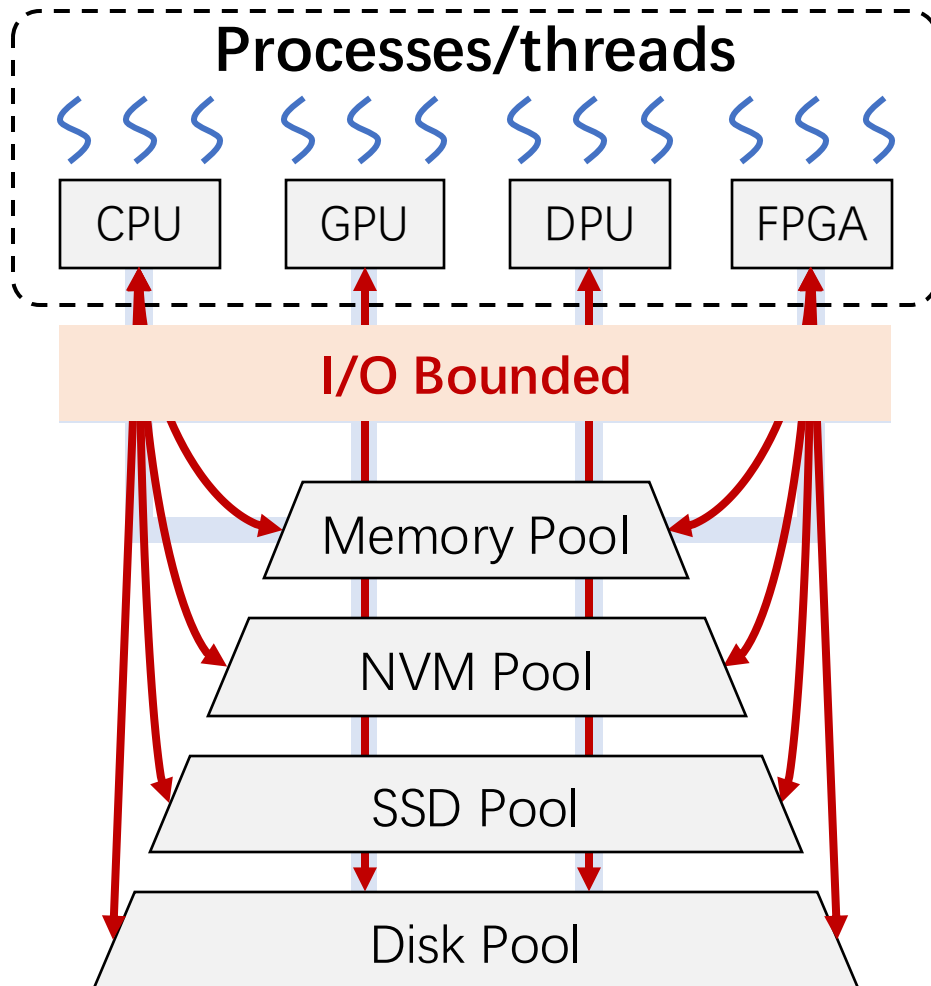 Processes/threads
CPU
GPU
DPU
FPGA
I/O Bounded
Memory Pool
NVM Pool
SSD Pool
Disk Pool